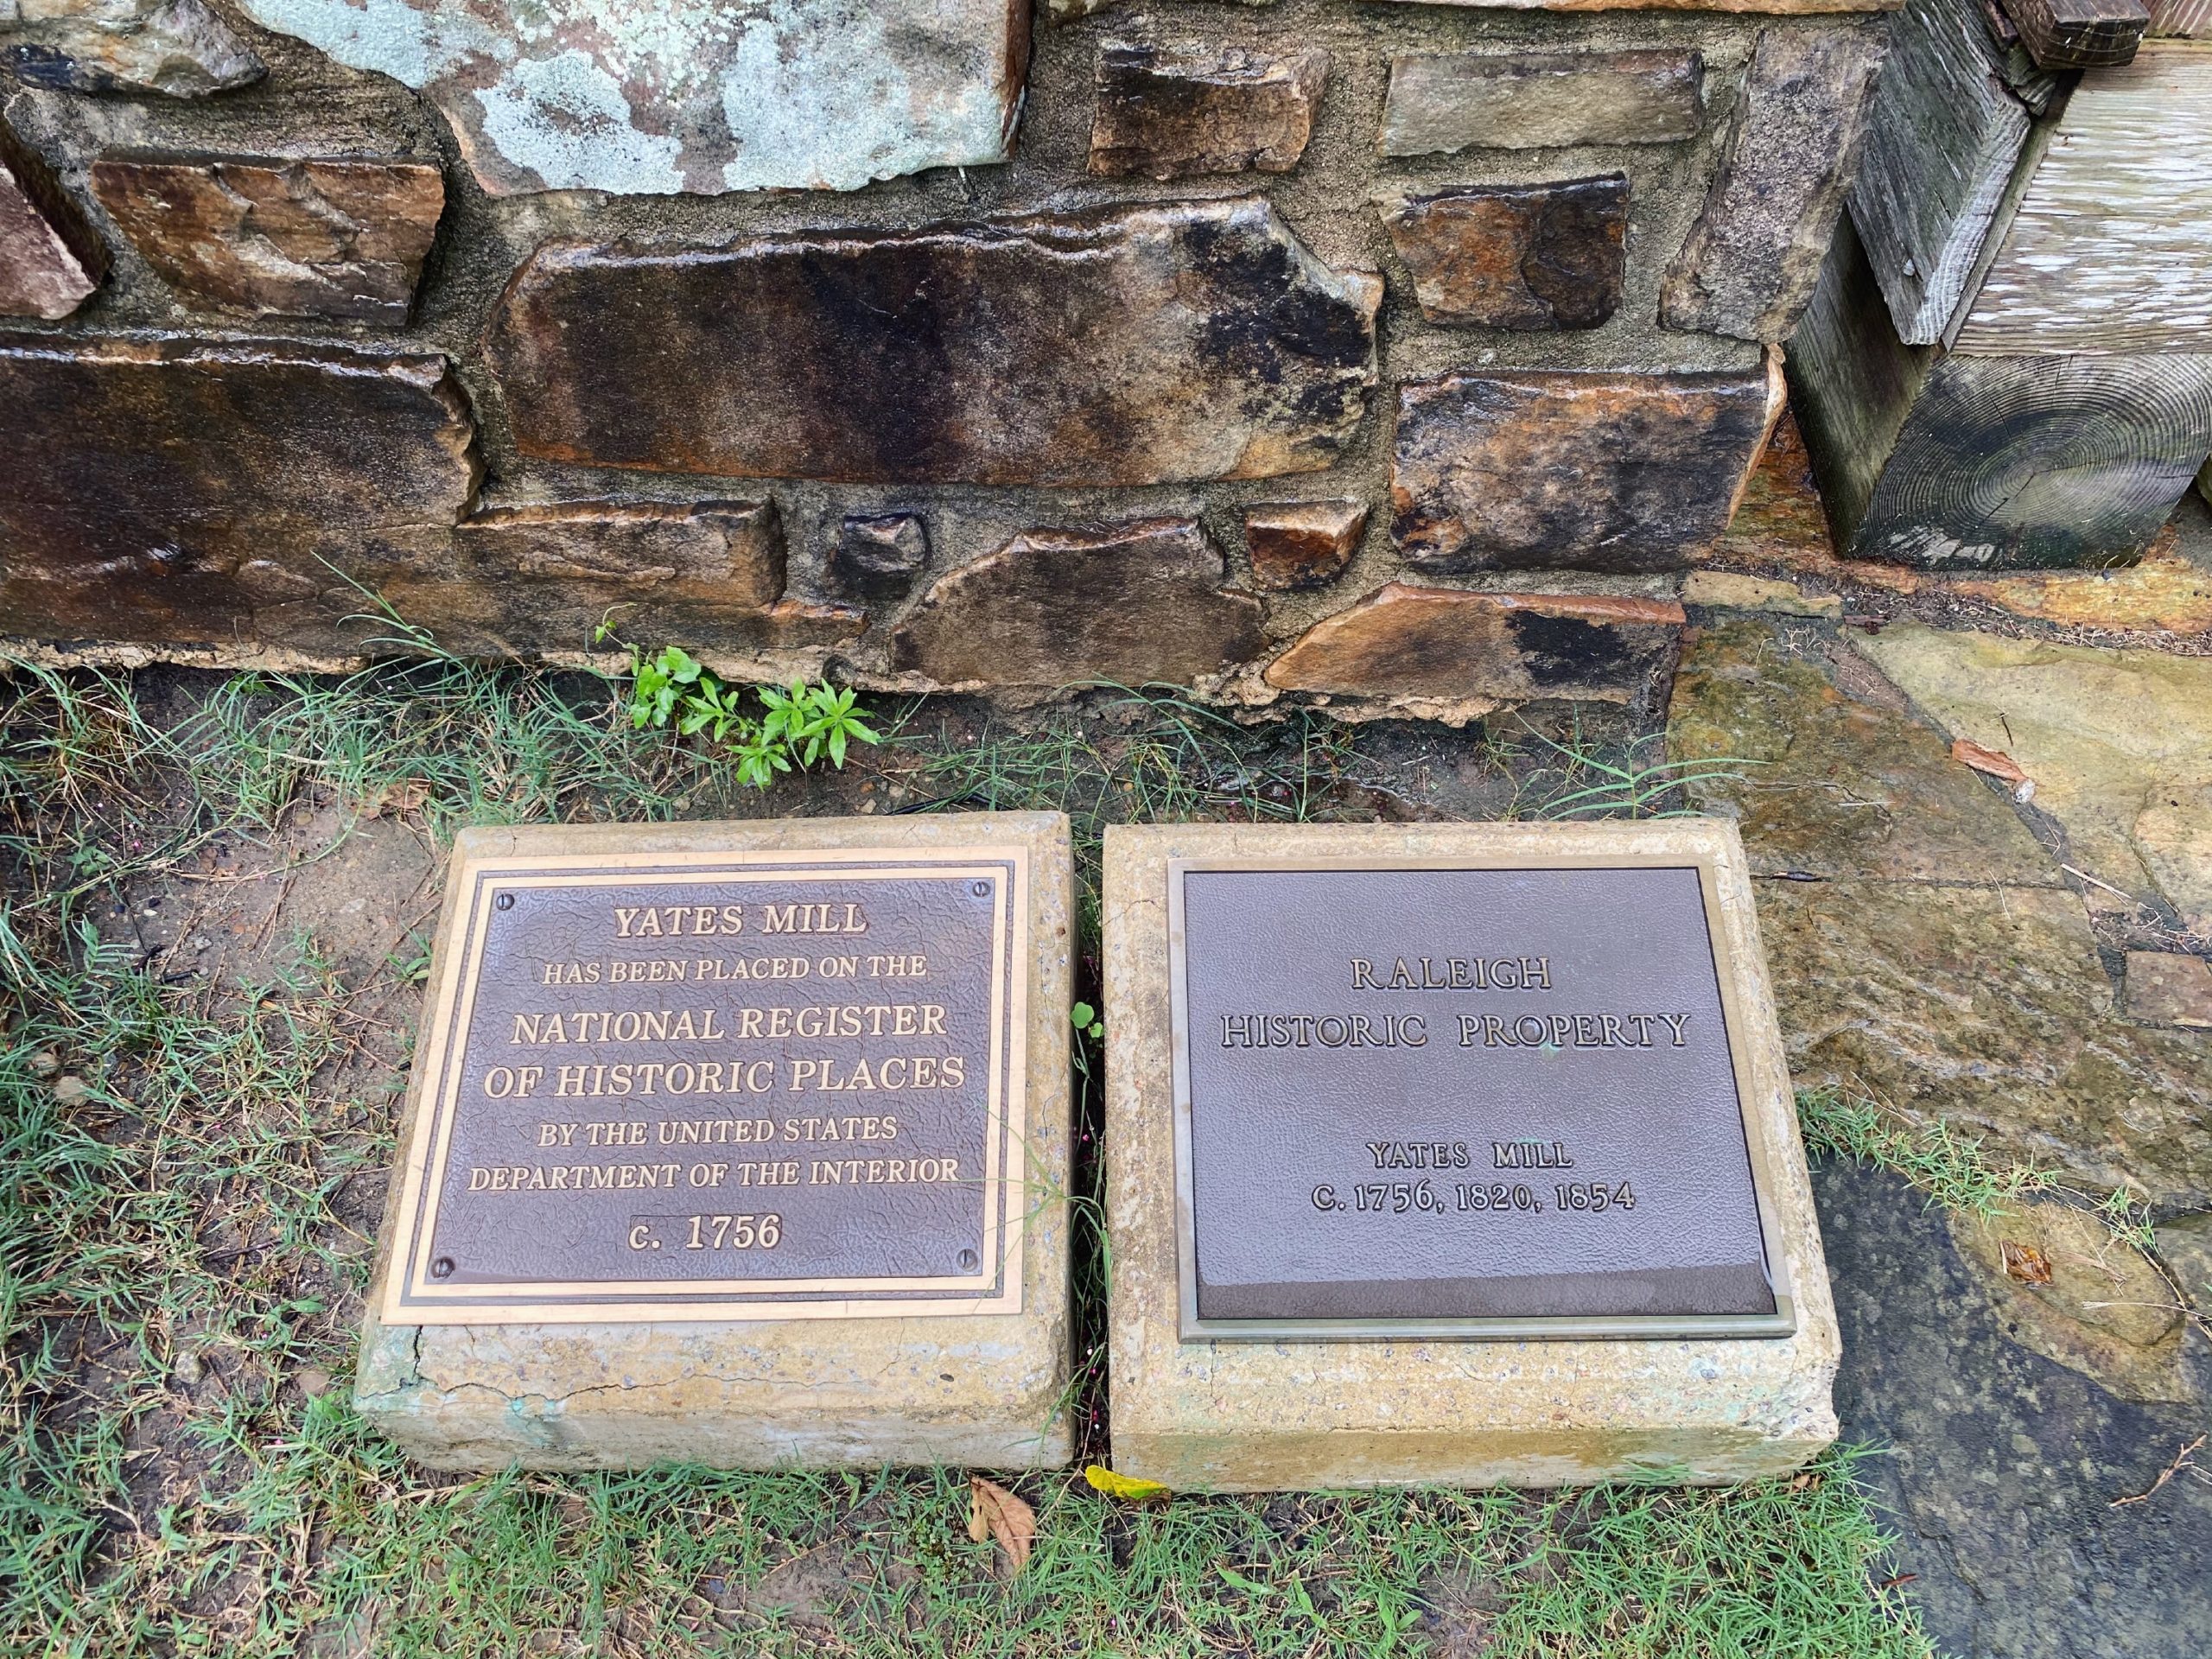 YATES MILL
HAS BEEN PLACED ON THE
NATIONAL REGISTER
OF HISTORIC PLACES
BY THE UNITED STATES
DEPARTMENT OF THE INTERIOR
c. 1756
RALEIGH
HISTORIC PROPERTY
YATES MILL
C. 1756, 1820, 1854